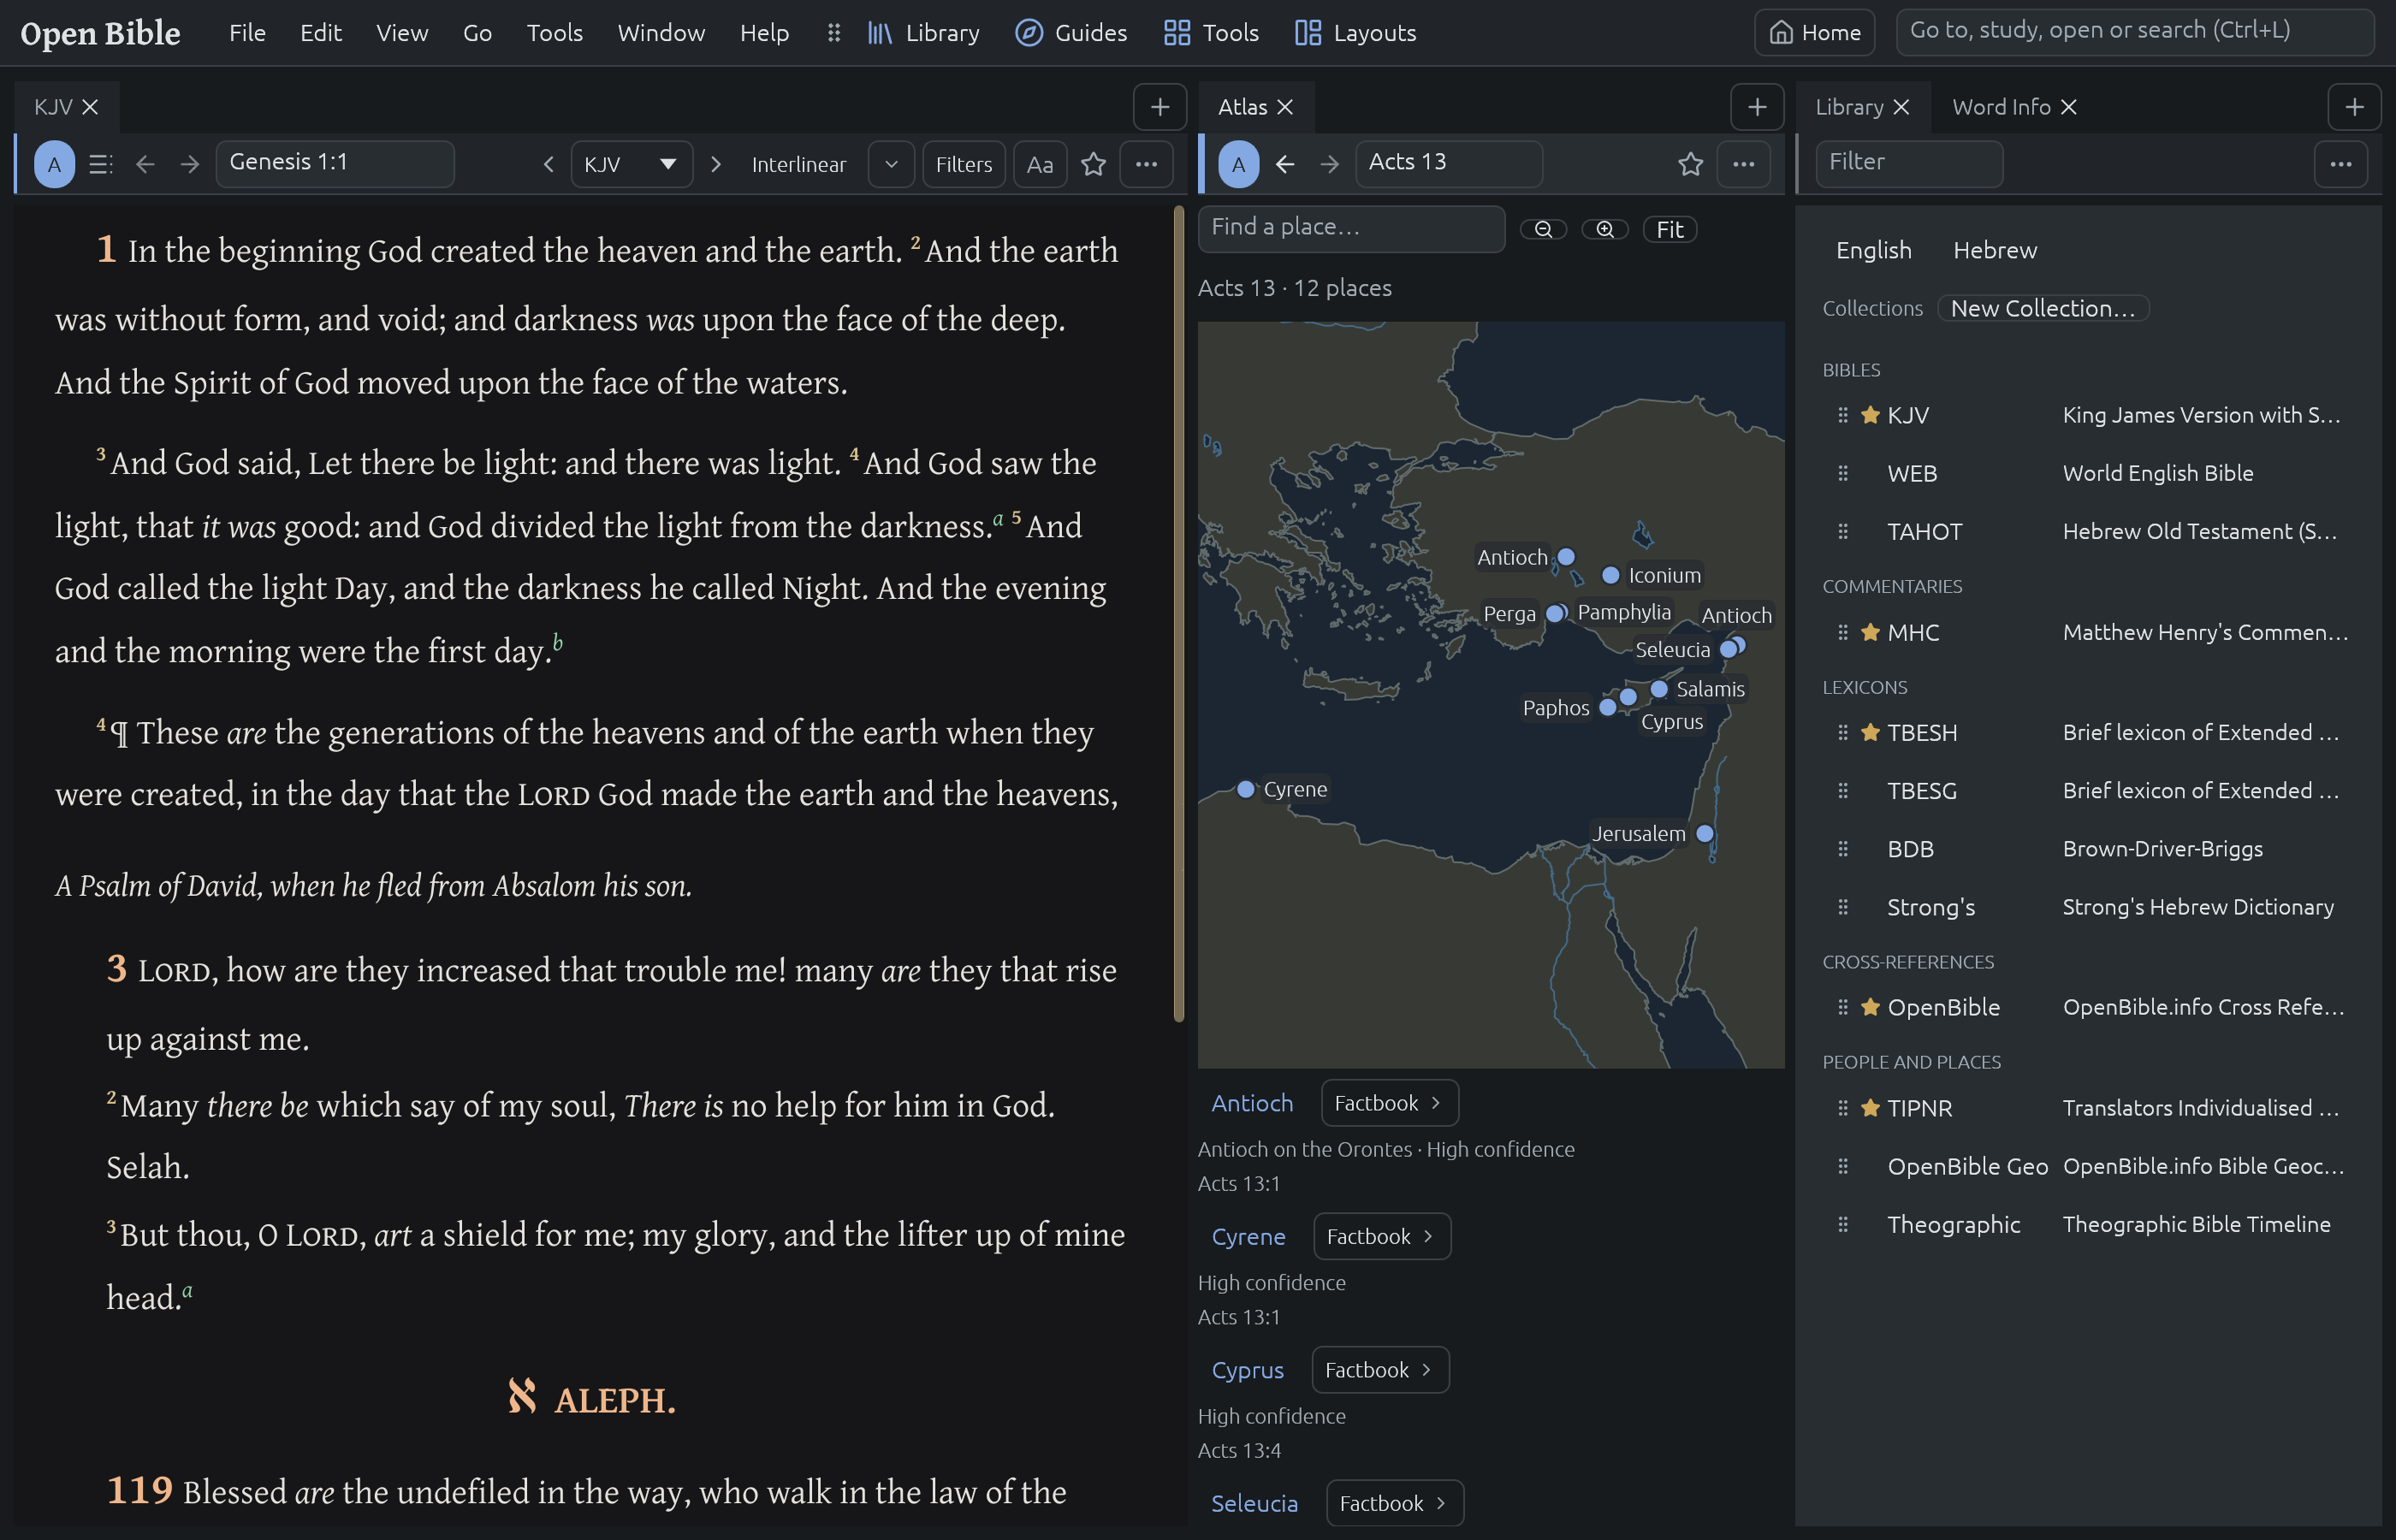 Open Bible File Edit View Go Tools Window Help Library Guides Tools Layouts Home Go to, study, open or search (Ctrl+L)
KJV
A Genesis 1:1 KJV Interlinear Filters Aa
1 In the beginning God created the heaven and the earth. 2 And the earth
was without form, and void; and darkness was upon the face of the deep.
And the Spirit of God moved upon the face of the waters.
3 And God said, Let there be light: and there was light. 4 And God saw the
light, that it was good: and God divided the light from the darkness.a 5 And
God called the light Day, and the darkness he called Night. And the evening
and the morning were the first day.b
4 ¶ These are the generations of the heavens and of the earth when they
were created, in the day that the LORD God made the earth and the heavens,
A Psalm of David, when he fled from Absalom his son.
3 LORD, how are they increased that trouble me! many are they that rise
up against me.
2 Many there be which say of my soul, There is no help for him in God.
Selah.
3 But thou, O LORD, art a shield for me; my glory, and the lifter up of mine
head.a
א ALEPH.
119 Blessed are the undefiled in the way, who walk in the law of the
Atlas
A Acts 13
Find a place… Fit
Acts 13 · 12 places
Antioch
Iconium
Perga Pamphylia Antioch
Seleucia
Salamis
Paphos
Cyprus
Cyrene
Jerusalem
Antioch Factbook
Antioch on the Orontes · High confidence
Acts 13:1
Cyrene Factbook
High confidence
Acts 13:1
Cyprus Factbook
High confidence
Acts 13:4
Seleucia Factbook
Library Word Info
Filter
English Hebrew
Collections New Collection…
BIBLES
KJV King James Version with S…
WEB World English Bible
TAHOT Hebrew Old Testament (S…
COMMENTARIES
MHC Matthew Henry's Commen…
LEXICONS
TBESH Brief lexicon of Extended …
TBESG Brief lexicon of Extended …
BDB Brown-Driver-Briggs
Strong's Strong's Hebrew Dictionary
CROSS-REFERENCES
OpenBible OpenBible.info Cross Refe…
PEOPLE AND PLACES
TIPNR Translators Individualised …
OpenBible Geo OpenBible.info Bible Geoc…
Theographic Theographic Bible Timeline